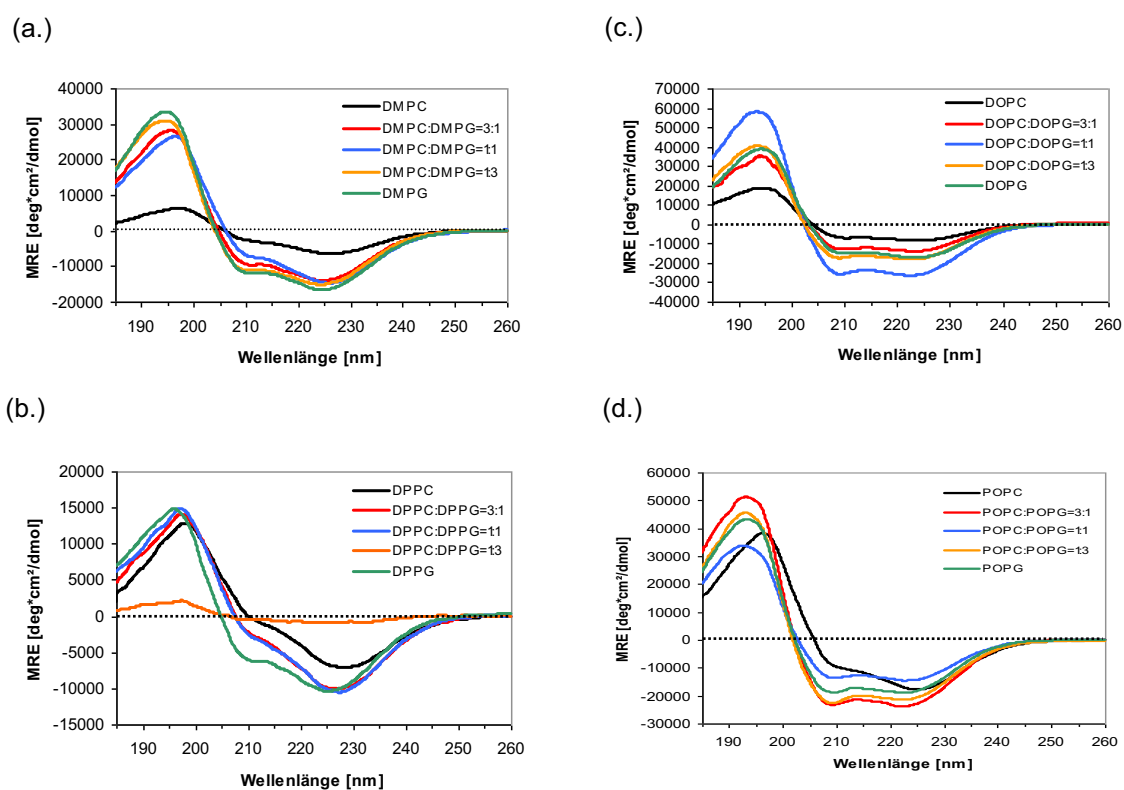 (a.)
40000
30000
20000
10000
0
-10000
-20000
MRE [deg*cm²/dmol]
DMPC
DMPC:DMPG=3:1
DMPC:DMPG=1:1
DMPC:DMPG=1:3
DMPG
190 200 210 220 230 240 250 260
Wellenlänge [nm]
(c.)
70000
60000
50000
40000
30000
20000
10000
0
-10000
-20000
-30000
-40000
MRE [deg*cm²/dmol]
DOPC
DOPC:DOPG=3:1
DOPC:DOPG=1:1
DOPC:DOPG=1:3
DOPG
190 200 210 220 230 240 250 260
Wellenlänge [nm]
(b.)
20000
15000
10000
5000
0
-5000
-10000
-15000
MRE [deg*cm²/dmol]
DPPC
DPPC:DPPG=3:1
DPPC:DPPG=1:1
DPPC:DPPG=1:3
DPPG
190 200 210 220 230 240 250 260
Wellenlänge [nm]
(d.)
60000
50000
40000
30000
20000
10000
0
-10000
-20000
-30000
MRE [deg*cm²/dmol]
POPC
POPC:POPG=3:1
POPC:POPG=1:1
POPC:POPG=1:3
POPG
190 200 210 220 230 240 250 260
Wellenlänge [nm]